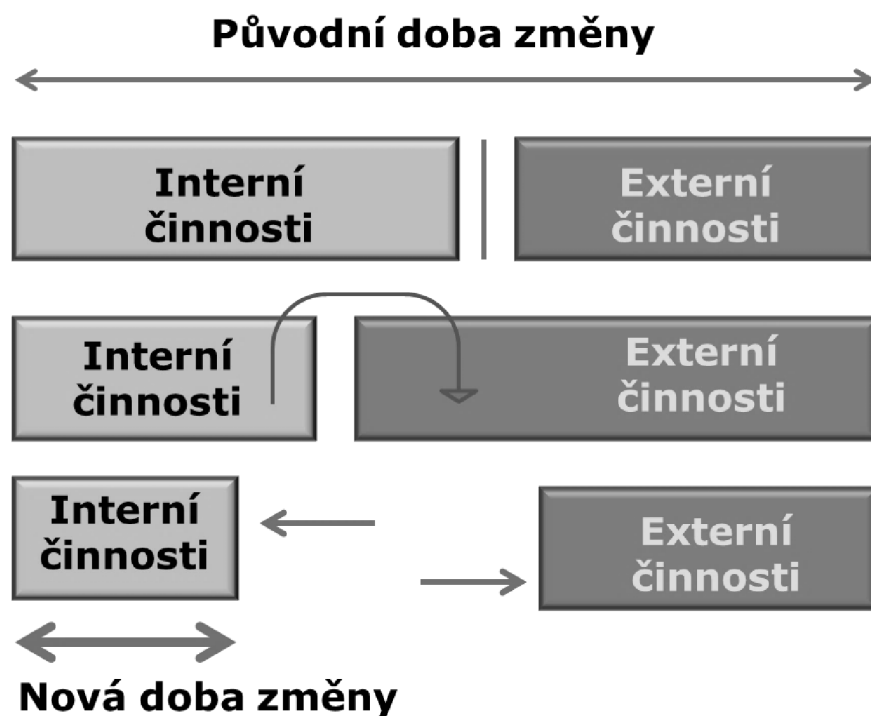 Původní doba změny
Interní
činnosti
Externí
činnosti
Interní
činnosti
Externí
činnosti
Interní
činnosti
Externí
činnosti
Nová doba změny